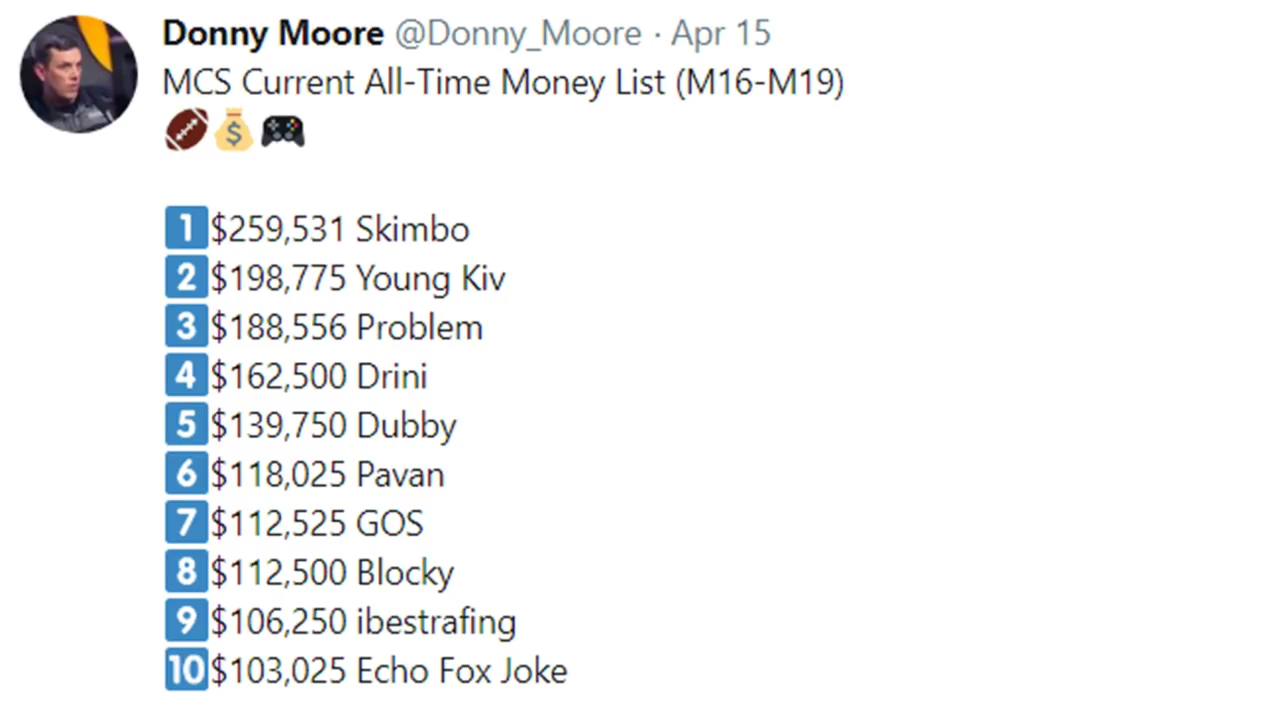 Donny Moore @Donny_Moore · Apr 15
MCS Current All-Time Money List (M16-M19)
🏈💰🎮
1️⃣$259,531 Skimbo
2️⃣$198,775 Young Kiv
3️⃣$188,556 Problem
4️⃣$162,500 Drini
5️⃣$139,750 Dubby
6️⃣$118,025 Pavan
7️⃣$112,525 GOS
8️⃣$112,500 Blocky
9️⃣$106,250 ibestrafing
🔟$103,025 Echo Fox Joke